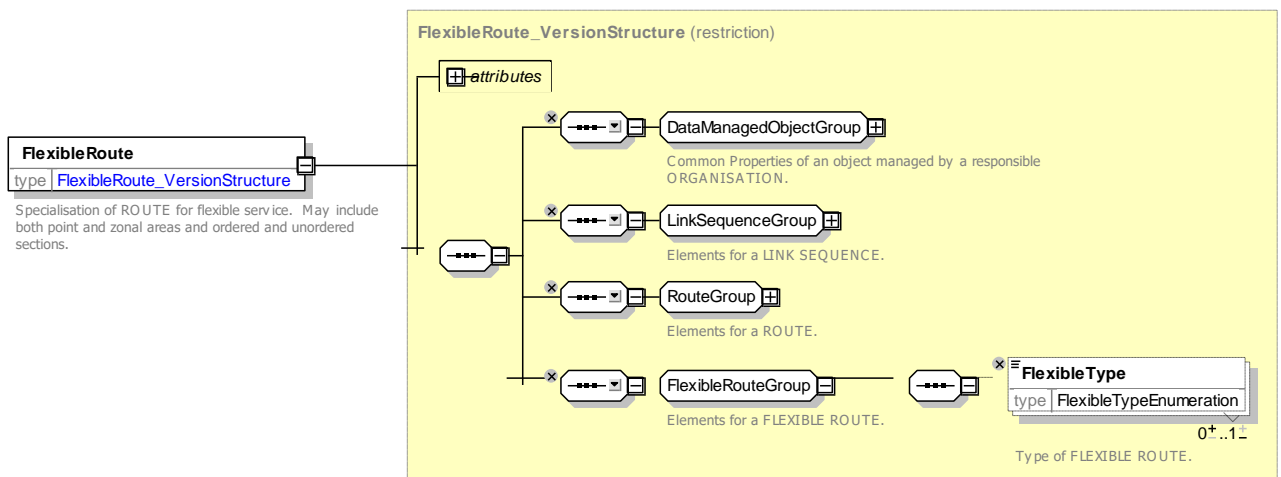 FlexibleRoute_VersionStructure (restriction)
attributes
DataManagedObjectGroup
Common Properties of an object managed by a responsible
ORGANISATION.
FlexibleRoute
type FlexibleRoute_VersionStructure
Specialisation of ROUTE for flexible service. May include
both point and zonal areas and ordered and unordered
sections.
LinkSequenceGroup
Elements for a LINK SEQUENCE.
RouteGroup
Elements for a ROUTE.
FlexibleRouteGroup
Elements for a FLEXIBLE ROUTE.
FlexibleType
type FlexibleTypeEnumeration
0..1
Type of FLEXIBLE ROUTE.